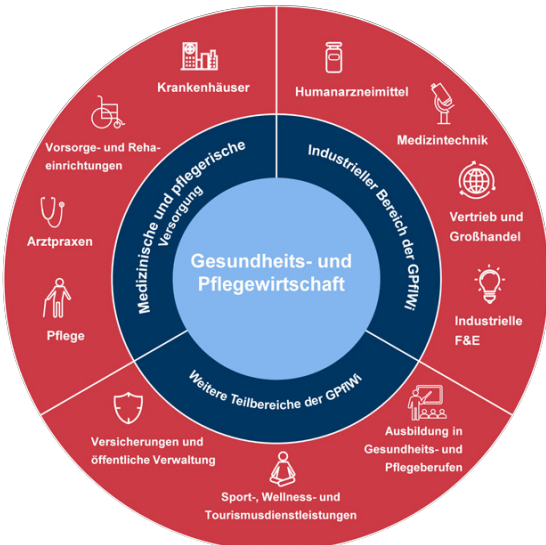 Krankenhäuser
Vorsorge- und Reha-
einrichtungen
Arztpraxen
Pflege
Humanarzneimittel
Medizintechnik
Vertrieb und
Großhandel
Industrielle
F&E
Medizinische und pflegerische
Versorgung
Industrieller Bereich der GPflWi
Gesundheits- und
Pflegewirtschaft
Weitere Teilbereiche der GPflWi
Versicherungen und
öffentliche Verwaltung
Sport-, Wellness- und
Tourismusdienstleistungen
Ausbildung in
Gesundheits- und
Pflegeberufen